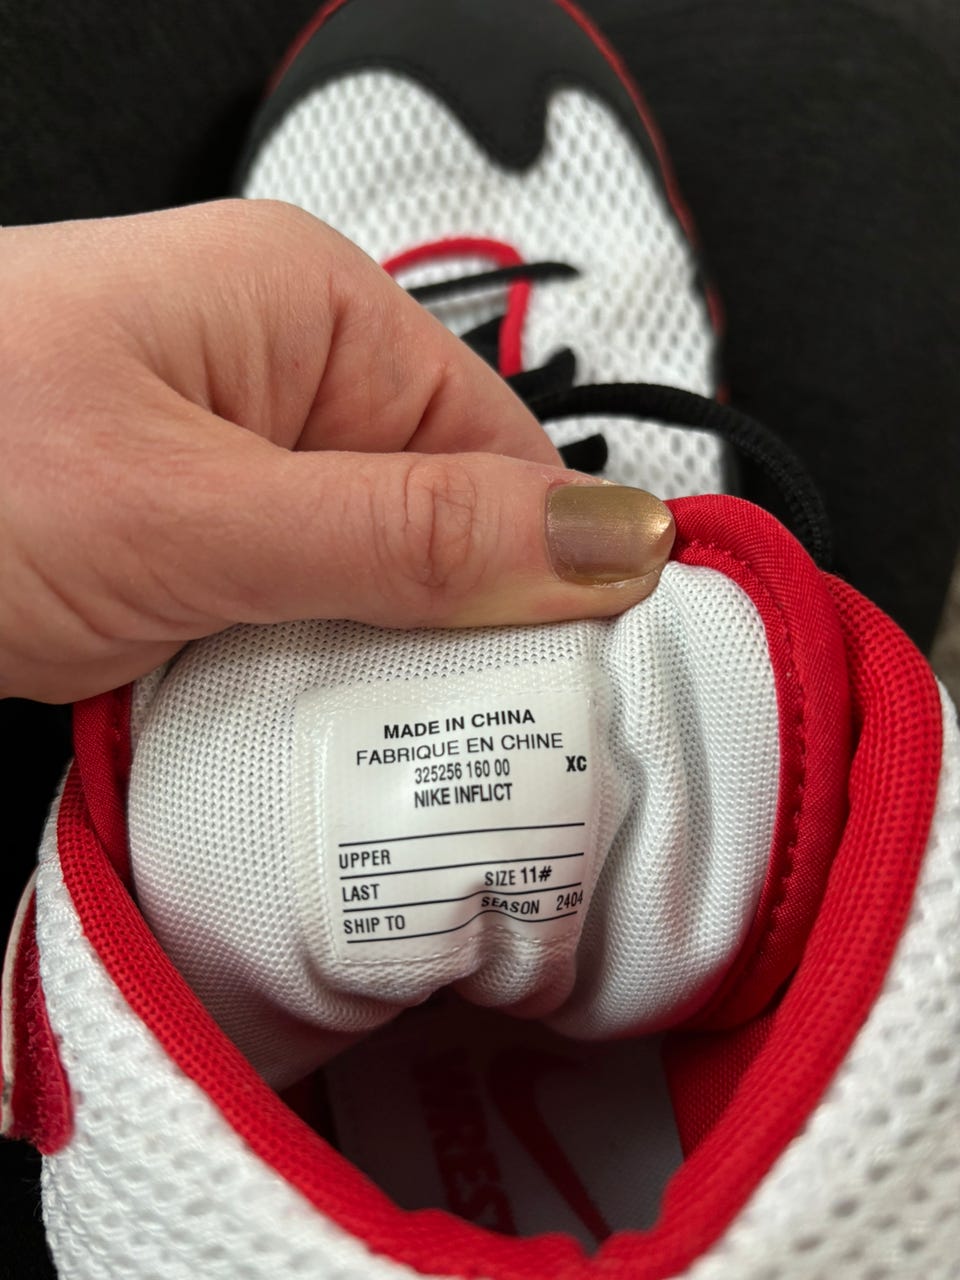 MADE IN CHINA
FABRIQUE EN CHINE
325256 160 00 XC
NIKE INFLICT
UPPER
LAST SIZE 11#
SHIP TO SEASON 2404